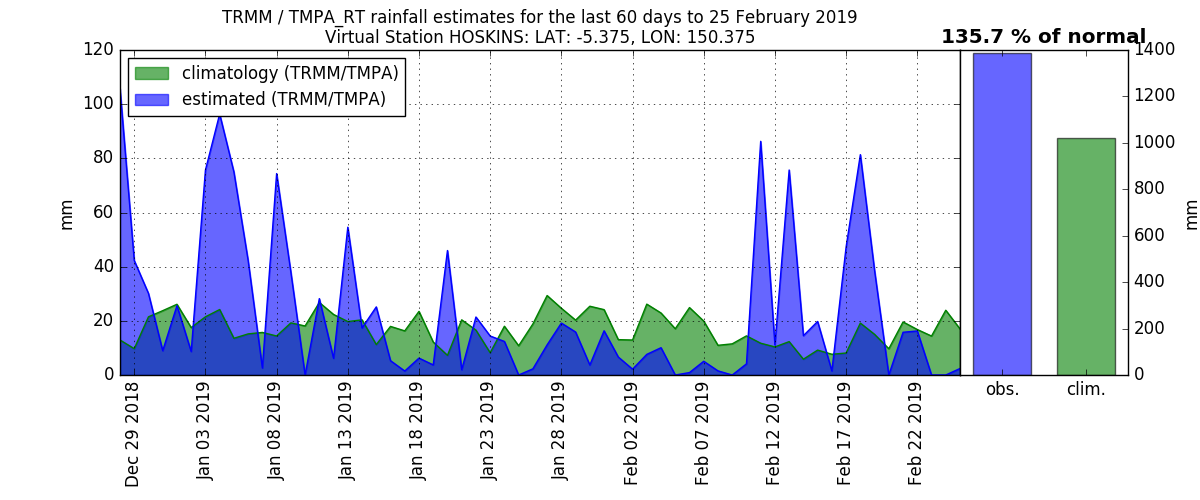 TRMM / TMPA_RT rainfall estimates for the last 60 days to 25 February 2019
Virtual Station HOSKINS: LAT: -5.375, LON: 150.375
135.7 % of normal
climatology (TRMM/TMPA)
estimated (TRMM/TMPA)
120
100
80
60
40
20
0
mm
Dec 29 2018
Jan 03 2019
Jan 08 2019
Jan 13 2019
Jan 18 2019
Jan 23 2019
Jan 28 2019
Feb 02 2019
Feb 07 2019
Feb 12 2019
Feb 17 2019
Feb 22 2019
1400
1200
1000
800
600
400
200
0
mm
obs.
clim.